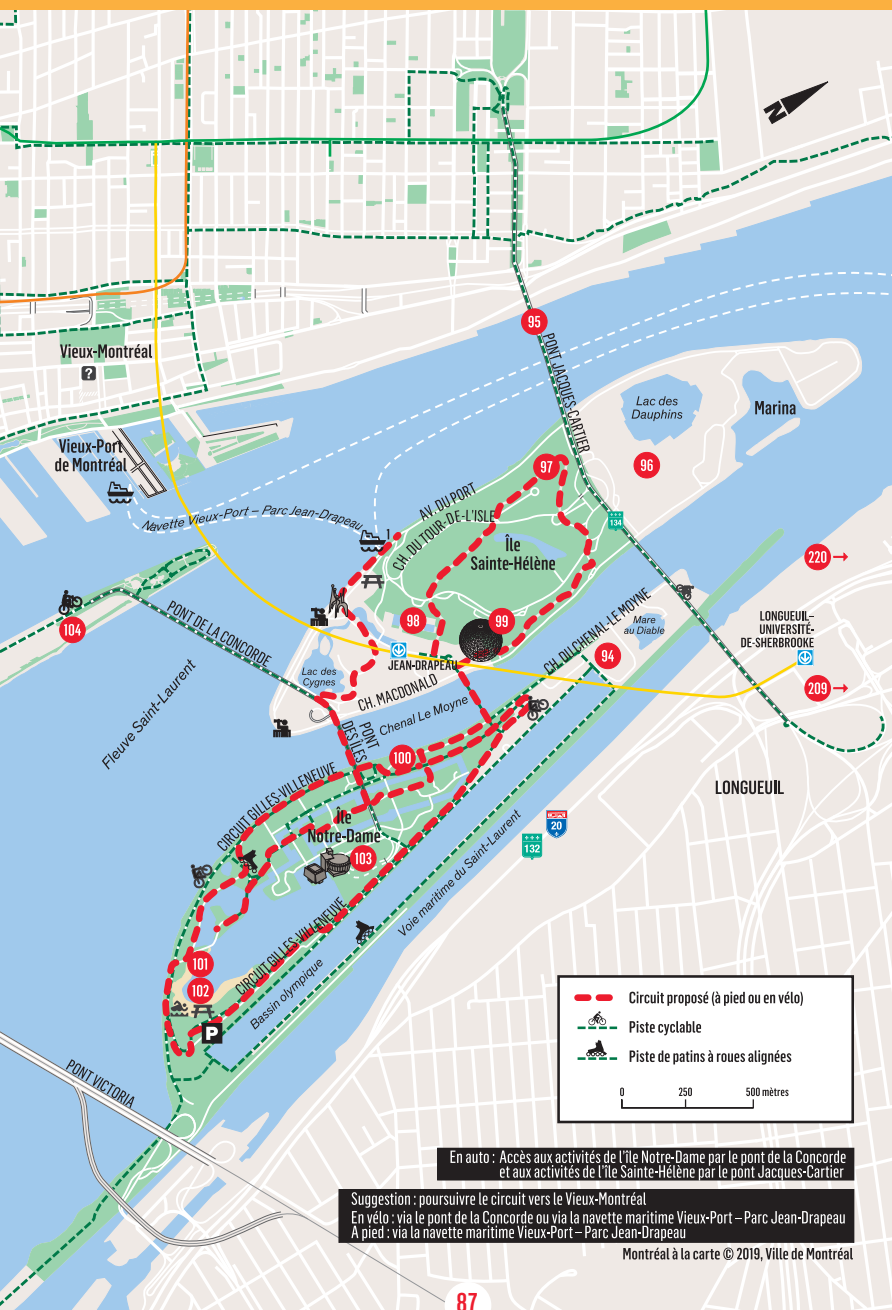 N
95
PONT JACQUES-CARTIER
Vieux-Montréal
?
Lac des
Dauphins
Marina
Vieux-Port
de Montréal
97
96
AV. DU PORT
Navette Vieux-Port – Parc Jean-Drapeau
1
CH. DU TOUR-DE-L'ISLE
134
Île
Sainte-Hélène
220
104
PONT DE LA CONCORDE
98
99
Mare
au Diable
LONGUEUIL–
UNIVERSITÉ-
DE-SHERBROOKE
JEAN-DRAPEAU
CH. DU CHENAL-LE MOYNE
94
Lac des
Cygnes
CH. MACDONALD
209
Fleuve Saint-Laurent
Chenal Le Moyne
PONT
DES ÎLES
100
LONGUEUIL
CIRCUIT GILLES-VILLENEUVE
Île
Notre-Dame
20
132
103
Voie maritime du Saint-Laurent
CIRCUIT GILLES-VILLENEUVE
101
102
Bassin olympique
P
PONT VICTORIA
Circuit proposé (à pied ou en vélo)
Piste cyclable
Piste de patins à roues alignées
0 250 500 mètres
En auto : Accès aux activités de l'île Notre-Dame par le pont de la Concorde
et aux activités de l'île Sainte-Hélène par le pont Jacques-Cartier
Suggestion : poursuivre le circuit vers le Vieux-Montréal
En vélo : via le pont de la Concorde ou via la navette maritime Vieux-Port – Parc Jean-Drapeau
À pied : via la navette maritime Vieux-Port – Parc Jean-Drapeau
Montréal à la carte © 2019, Ville de Montréal
87